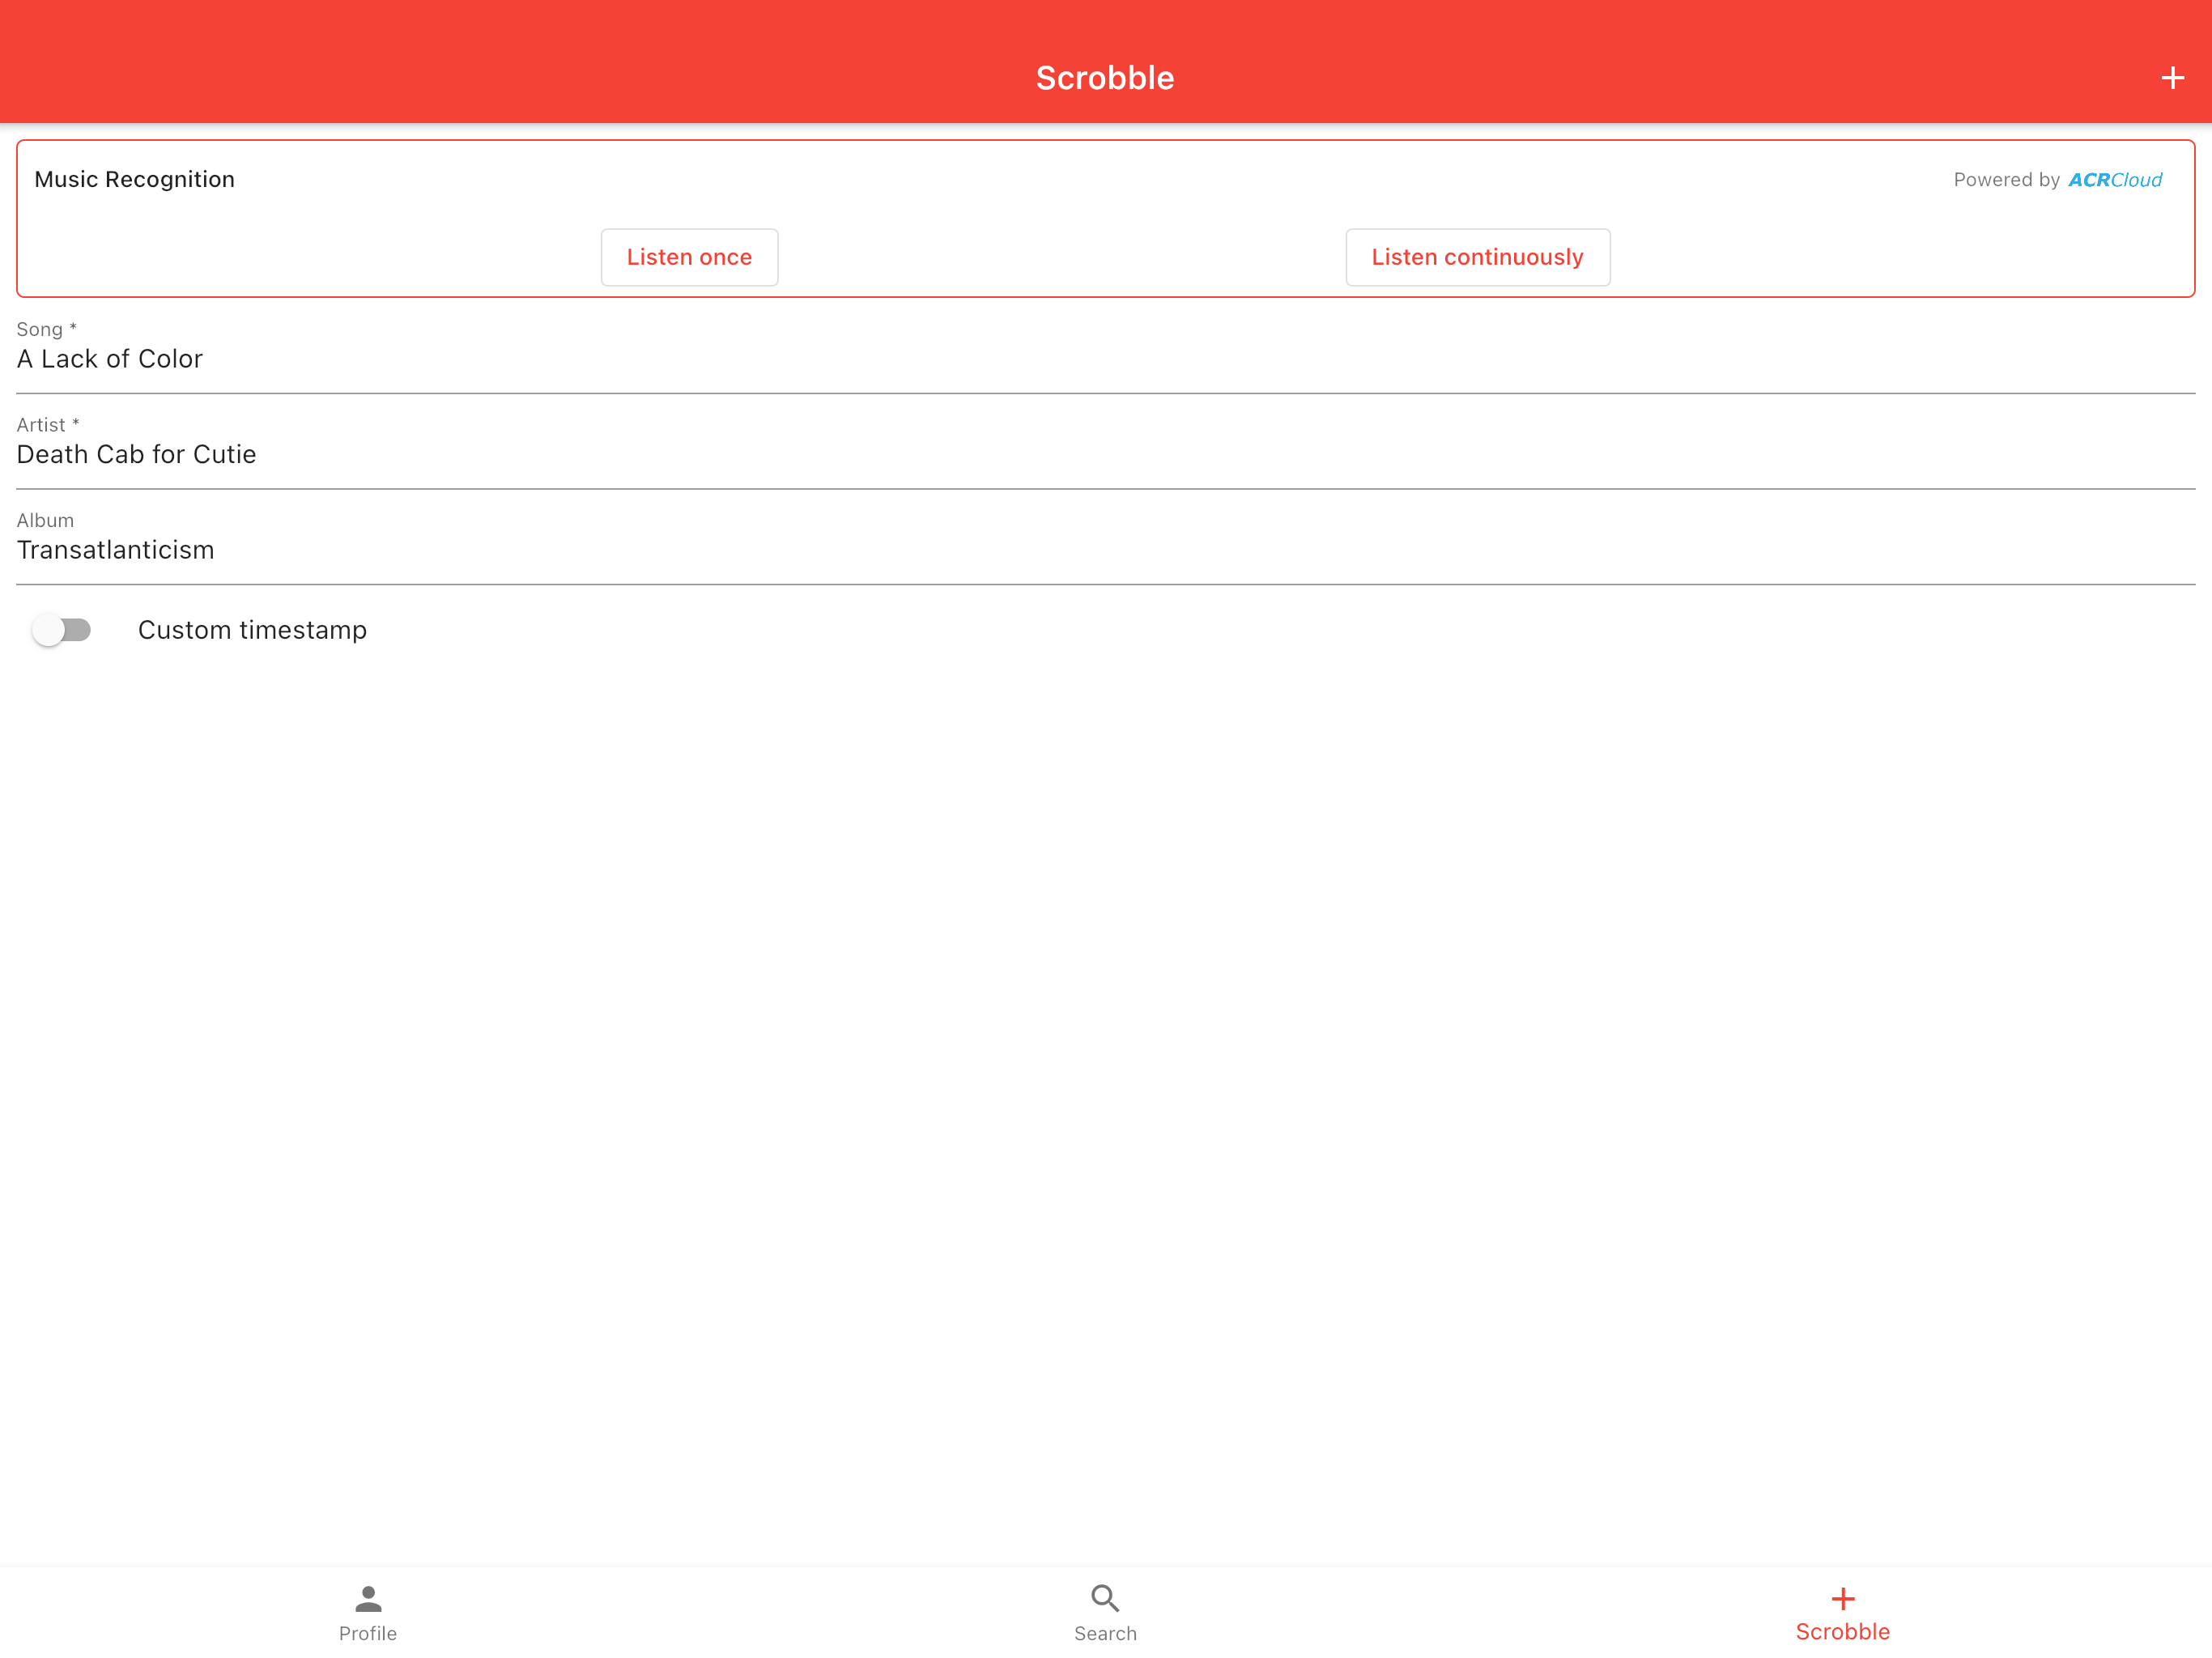 Scrobble
Music Recognition
Powered by ACRCloud
Listen once
Listen continuously
Song *
A Lack of Color
Artist *
Death Cab for Cutie
Album
Transatlanticism
Custom timestamp
Profile
Search
Scrobble